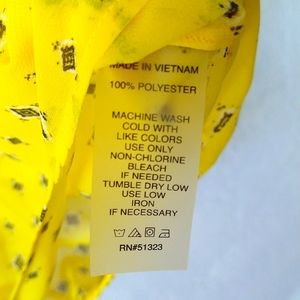 MADE IN VIETNAM
100% POLYESTER
MACHINE WASH
COLD WITH
LIKE COLORS
USE ONLY
NON-CHLORINE
BLEACH
IF NEEDED
TUMBLE DRY LOW
USE LOW
IRON
IF NECESSARY
RN#51323